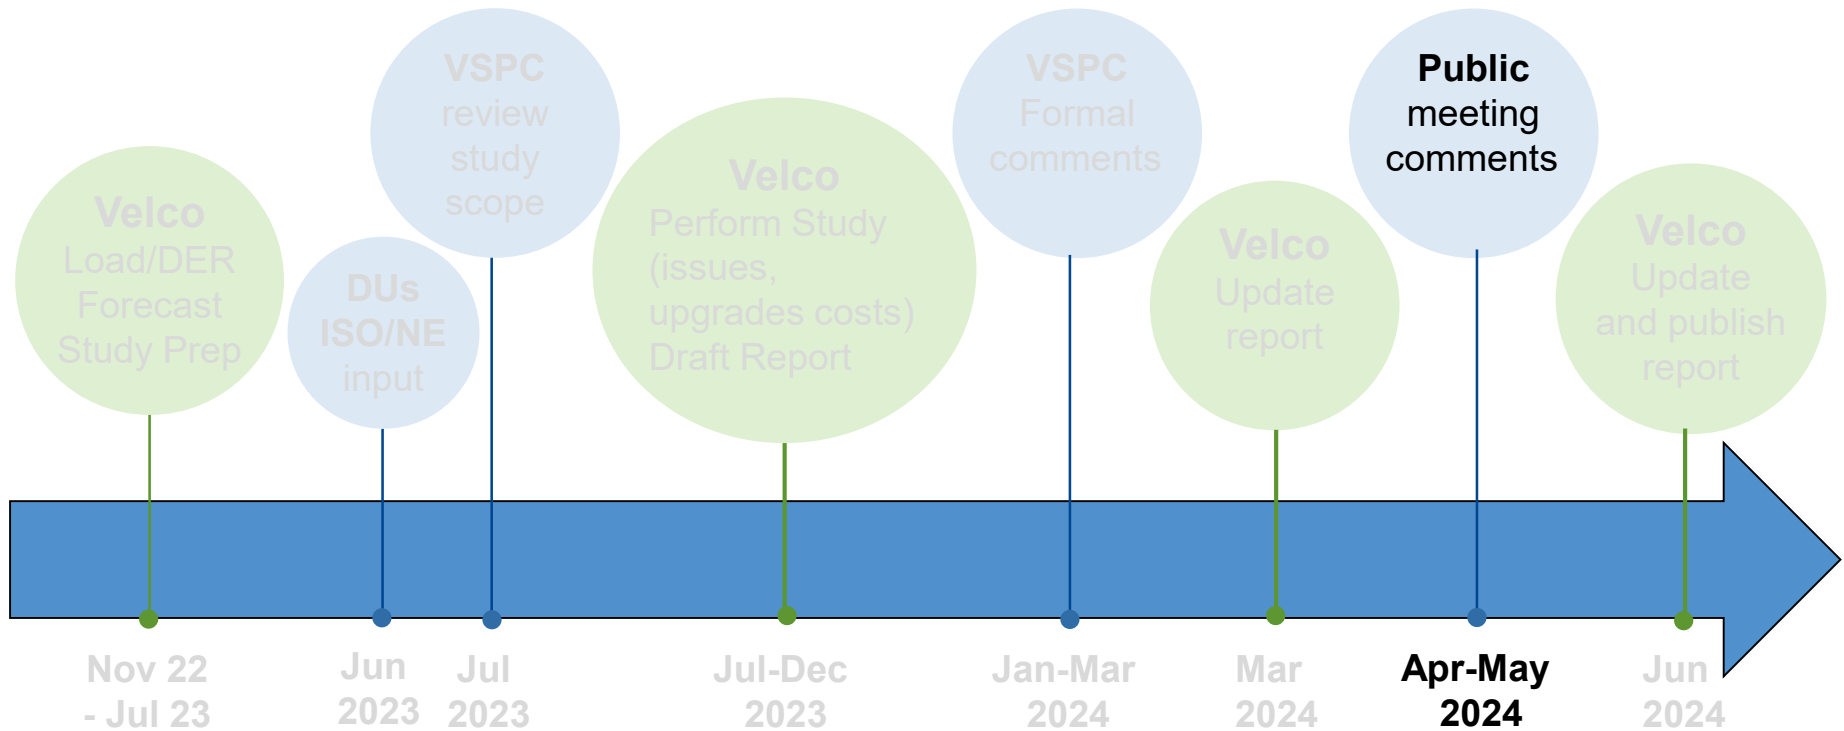 Velco
Load/DER
Forecast
Study Prep
DUs
ISO/NE
input
VSPC
review
study
scope
Velco
Perform Study
(issues,
upgrades costs)
Draft Report
VSPC
Formal
comments
Velco
Update
report
Public
meeting
comments
Velco
Update
and publish
report
Nov 22
- Jul 23
Jun
2023
Jul
2023
Jul-Dec
2023
Jan-Mar
2024
Mar
2024
Apr-May
2024
Jun
2024